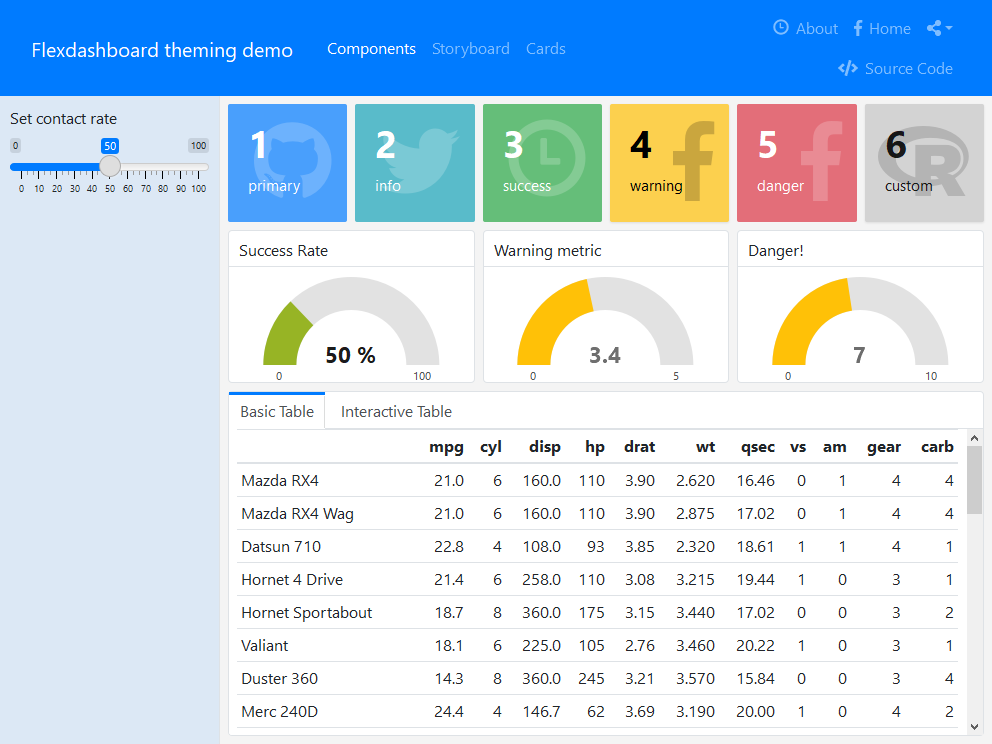 Flexdashboard theming demo
Components Storyboard Cards
About Home
Source Code
Set contact rate
0 50 100
0 10 20 30 40 50 60 70 80 90 100
1 2 3 4 5 6
primary info success warning danger custom
Success Rate Warning metric Danger!
50 % 3.4 7
0 100 0 5 0 10
Basic Table Interactive Table
mpg cyl disp hp drat wt qsec vs am gear carb
Mazda RX4 21.0 6 160.0 110 3.90 2.620 16.46 0 1 4 4
Mazda RX4 Wag 21.0 6 160.0 110 3.90 2.875 17.02 0 1 4 4
Datsun 710 22.8 4 108.0 93 3.85 2.320 18.61 1 1 4 1
Hornet 4 Drive 21.4 6 258.0 110 3.08 3.215 19.44 1 0 3 1
Hornet Sportabout 18.7 8 360.0 175 3.15 3.440 17.02 0 0 3 2
Valiant 18.1 6 225.0 105 2.76 3.460 20.22 1 0 3 1
Duster 360 14.3 8 360.0 245 3.21 3.570 15.84 0 0 3 4
Merc 240D 24.4 4 146.7 62 3.69 3.190 20.00 1 0 4 2